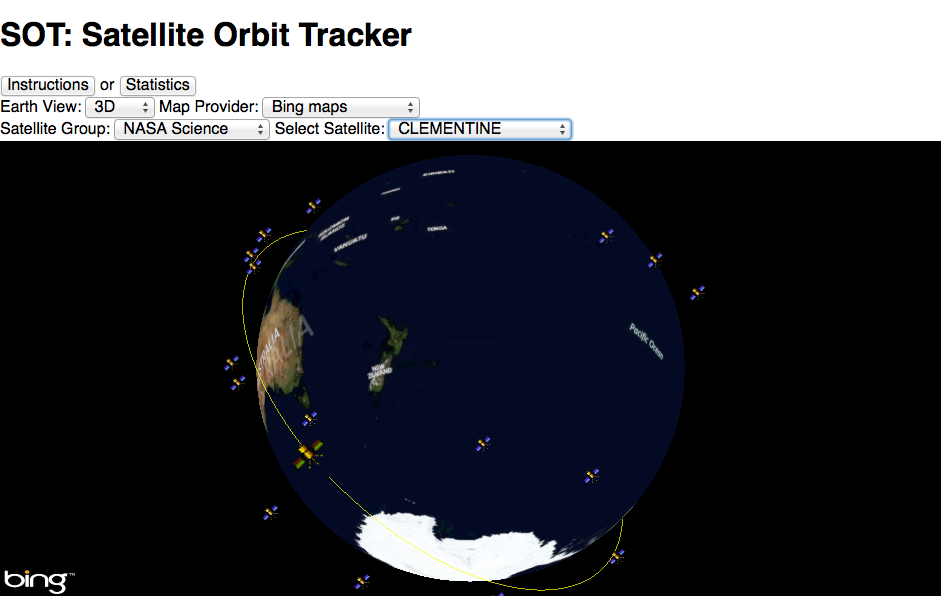 SOT: Satellite Orbit Tracker
Instructions or Statistics
Earth View: 3D Map Provider: Bing maps
Satellite Group: NASA Science Select Satellite: CLEMENTINE
KIRIBATI
SOLOMON
ISLANDS
FIJI
TONGA
VANUATU
Pacific Ocean
TRALIA
NEW
ZEALAND
bing™